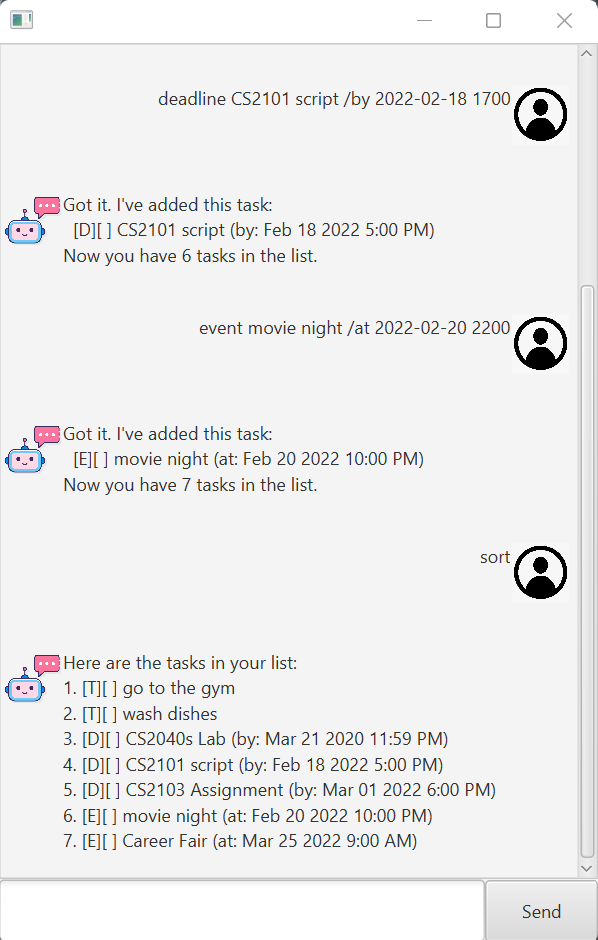 deadline CS2101 script /by 2022-02-18 1700
Got it. I've added this task:
[D][ ] CS2101 script (by: Feb 18 2022 5:00 PM)
Now you have 6 tasks in the list.
event movie night /at 2022-02-20 2200
Got it. I've added this task:
[E][ ] movie night (at: Feb 20 2022 10:00 PM)
Now you have 7 tasks in the list.
sort
Here are the tasks in your list:
1. [T][ ] go to the gym
2. [T][ ] wash dishes
3. [D][ ] CS2040s Lab (by: Mar 21 2020 11:59 PM)
4. [D][ ] CS2101 script (by: Feb 18 2022 5:00 PM)
5. [D][ ] CS2103 Assignment (by: Mar 01 2022 6:00 PM)
6. [E][ ] movie night (at: Feb 20 2022 10:00 PM)
7. [E][ ] Career Fair (at: Mar 25 2022 9:00 AM)
Send